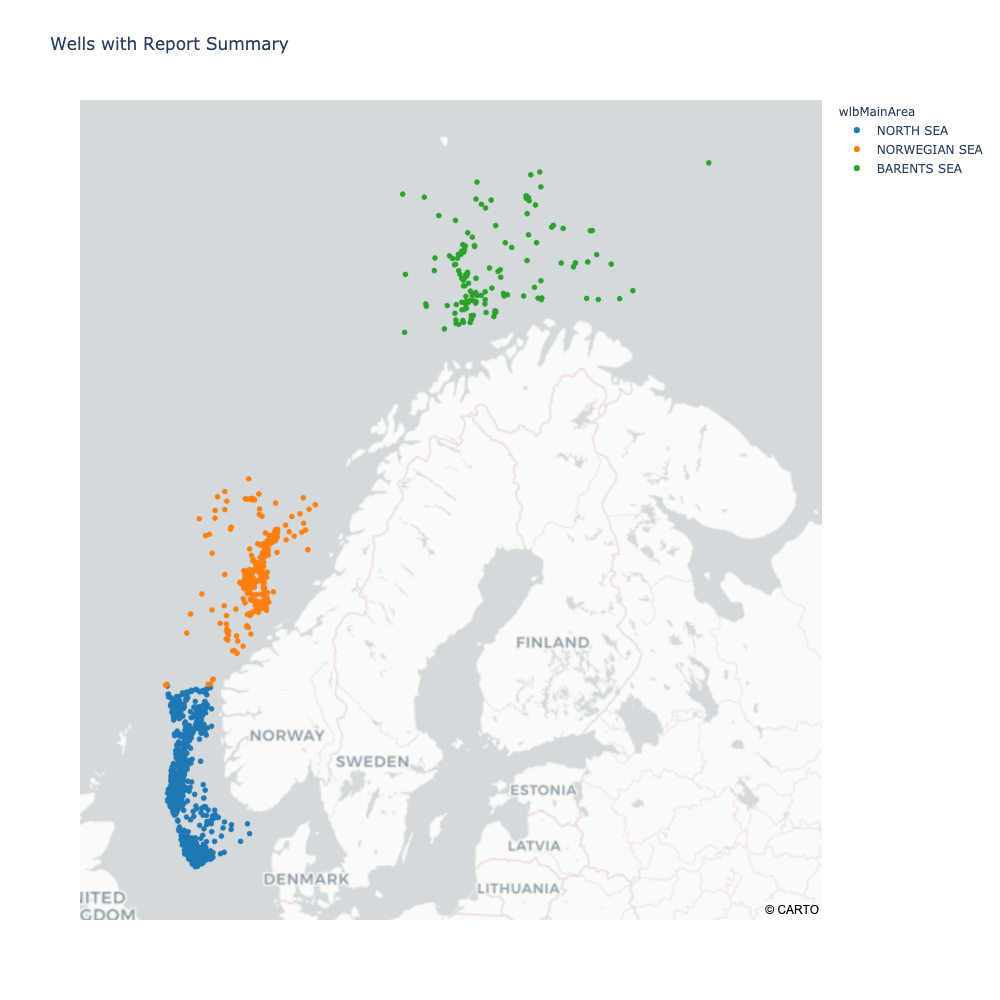 Wells with Report Summary
wlbMainArea
NORTH SEA
NORWEGIAN SEA
BARENTS SEA
FINLAND
NORWAY
SWEDEN
ESTONIA
LATVIA
DENMARK
LITHUANIA
NITED
GDOM
© CARTO